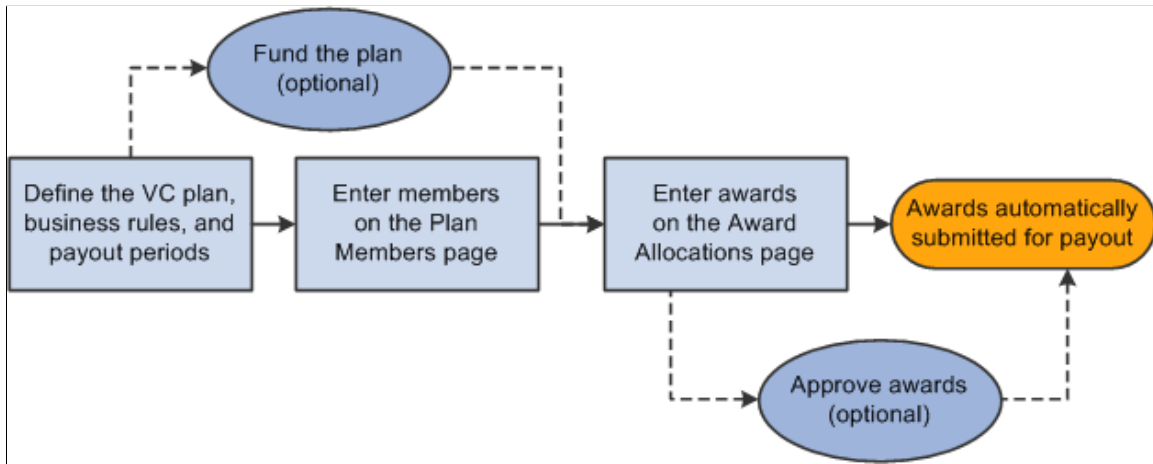 Fund the plan
(optional)
Define the VC plan,
business rules, and
payout periods
Enter members
on the Plan
Members page
Enter awards
on the Award
Allocations page
Awards automatically
submitted for payout
Approve awards
(optional)